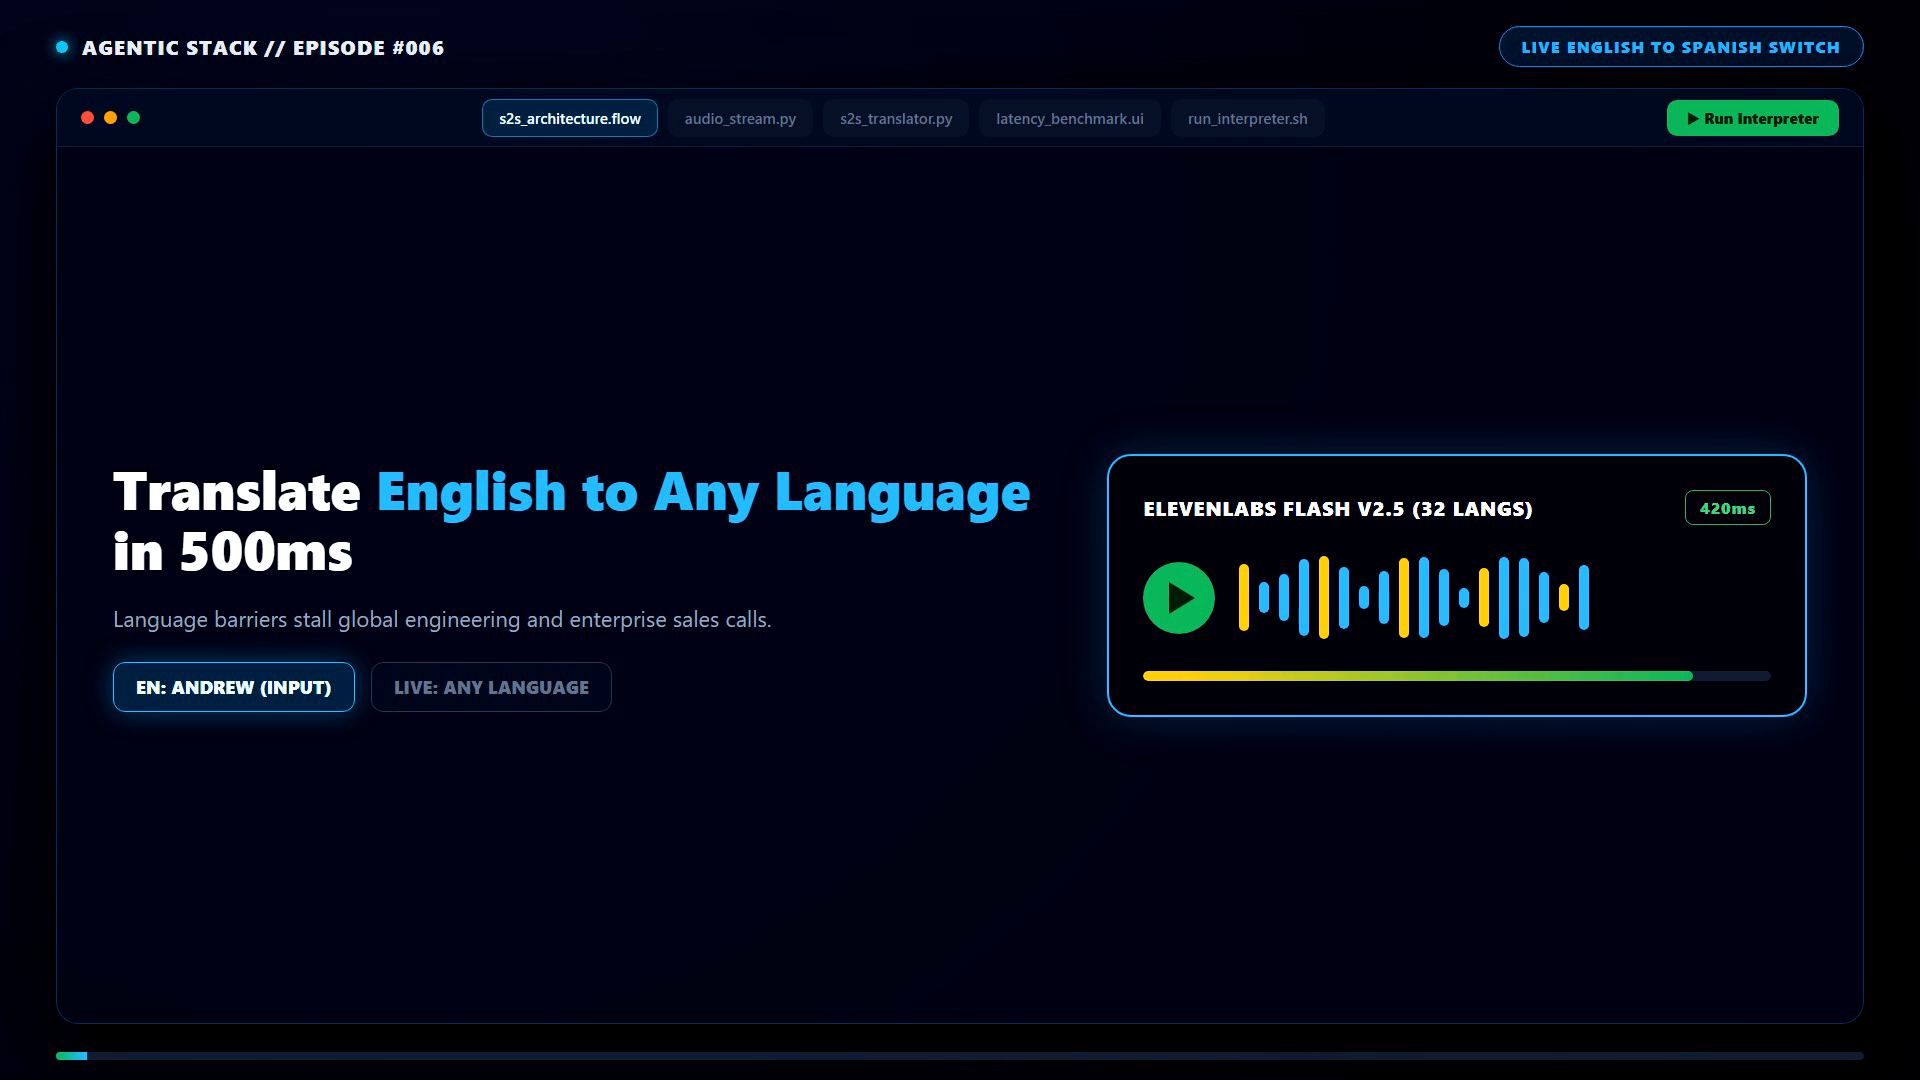 AGENTIC STACK // EPISODE #006
LIVE ENGLISH TO SPANISH SWITCH
s2s_architecture.flow
audio_stream.py
s2s_translator.py
latency_benchmark.ui
run_interpreter.sh
▶ Run Interpreter
Translate English to Any Language
in 500ms
Language barriers stall global engineering and enterprise sales calls.
EN: ANDREW (INPUT)
LIVE: ANY LANGUAGE
ELEVENLABS FLASH V2.5 (32 LANGS)
420ms